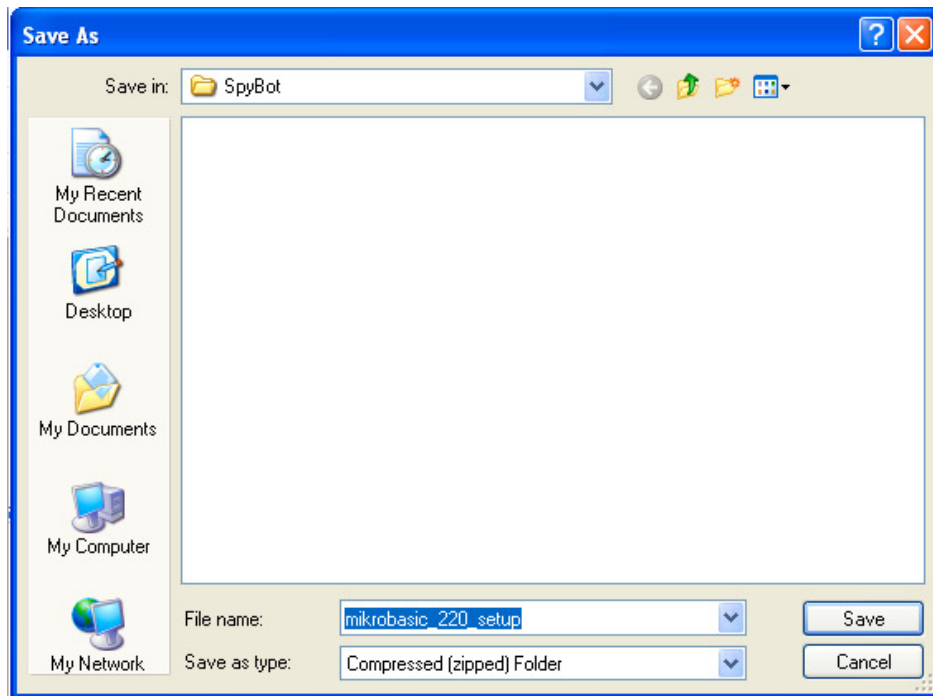 Save As
Save in:
SpyBot
My Recent
Documents
Desktop
My Documents
My Computer
My Network
File name:
mikrobasic_220_setup
Save
Save as type:
Compressed (zipped) Folder
Cancel